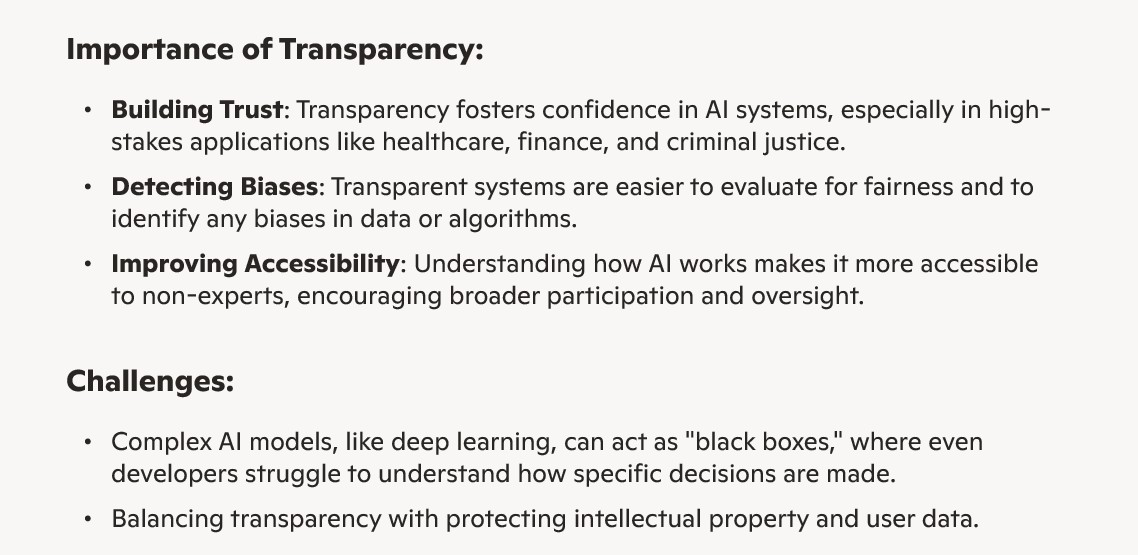 Importance of Transparency:
• Building Trust: Transparency fosters confidence in AI systems, especially in high-
stakes applications like healthcare, finance, and criminal justice.
• Detecting Biases: Transparent systems are easier to evaluate for fairness and to
identify any biases in data or algorithms.
• Improving Accessibility: Understanding how AI works makes it more accessible
to non-experts, encouraging broader participation and oversight.
Challenges:
• Complex AI models, like deep learning, can act as "black boxes," where even
developers struggle to understand how specific decisions are made.
• Balancing transparency with protecting intellectual property and user data.